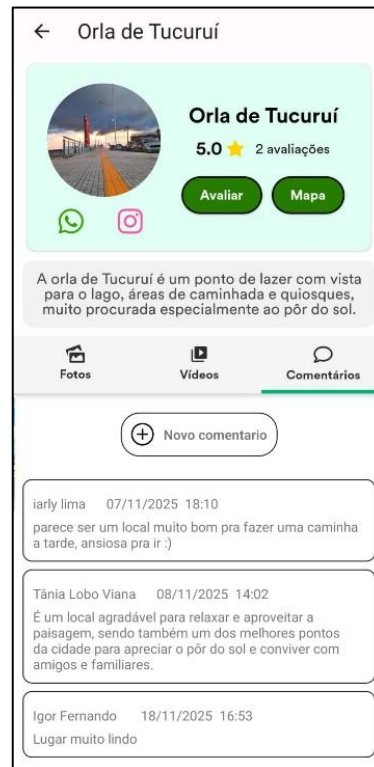 Orla de Tucuruí
Orla de Tucuruí
5.0 2 avaliações
Avaliar Mapa
A orla de Tucuruí é um ponto de lazer com vista
para o lago, áreas de caminhada e quiosques,
muito procurada especialmente ao pôr do sol.
Fotos Vídeos Comentários
Novo comentario
iarly lima 07/11/2025 18:10
parece ser um local muito bom pra fazer uma caminha
a tarde, ansiosa pra ir :)
Tânia Lobo Viana 08/11/2025 14:02
É um local agradável para relaxar e aproveitar a
paisagem, sendo também um dos melhores pontos
da cidade para apreciar o pôr do sol e conviver com
amigos e familiares.
Igor Fernando 18/11/2025 16:53
Lugar muito lindo